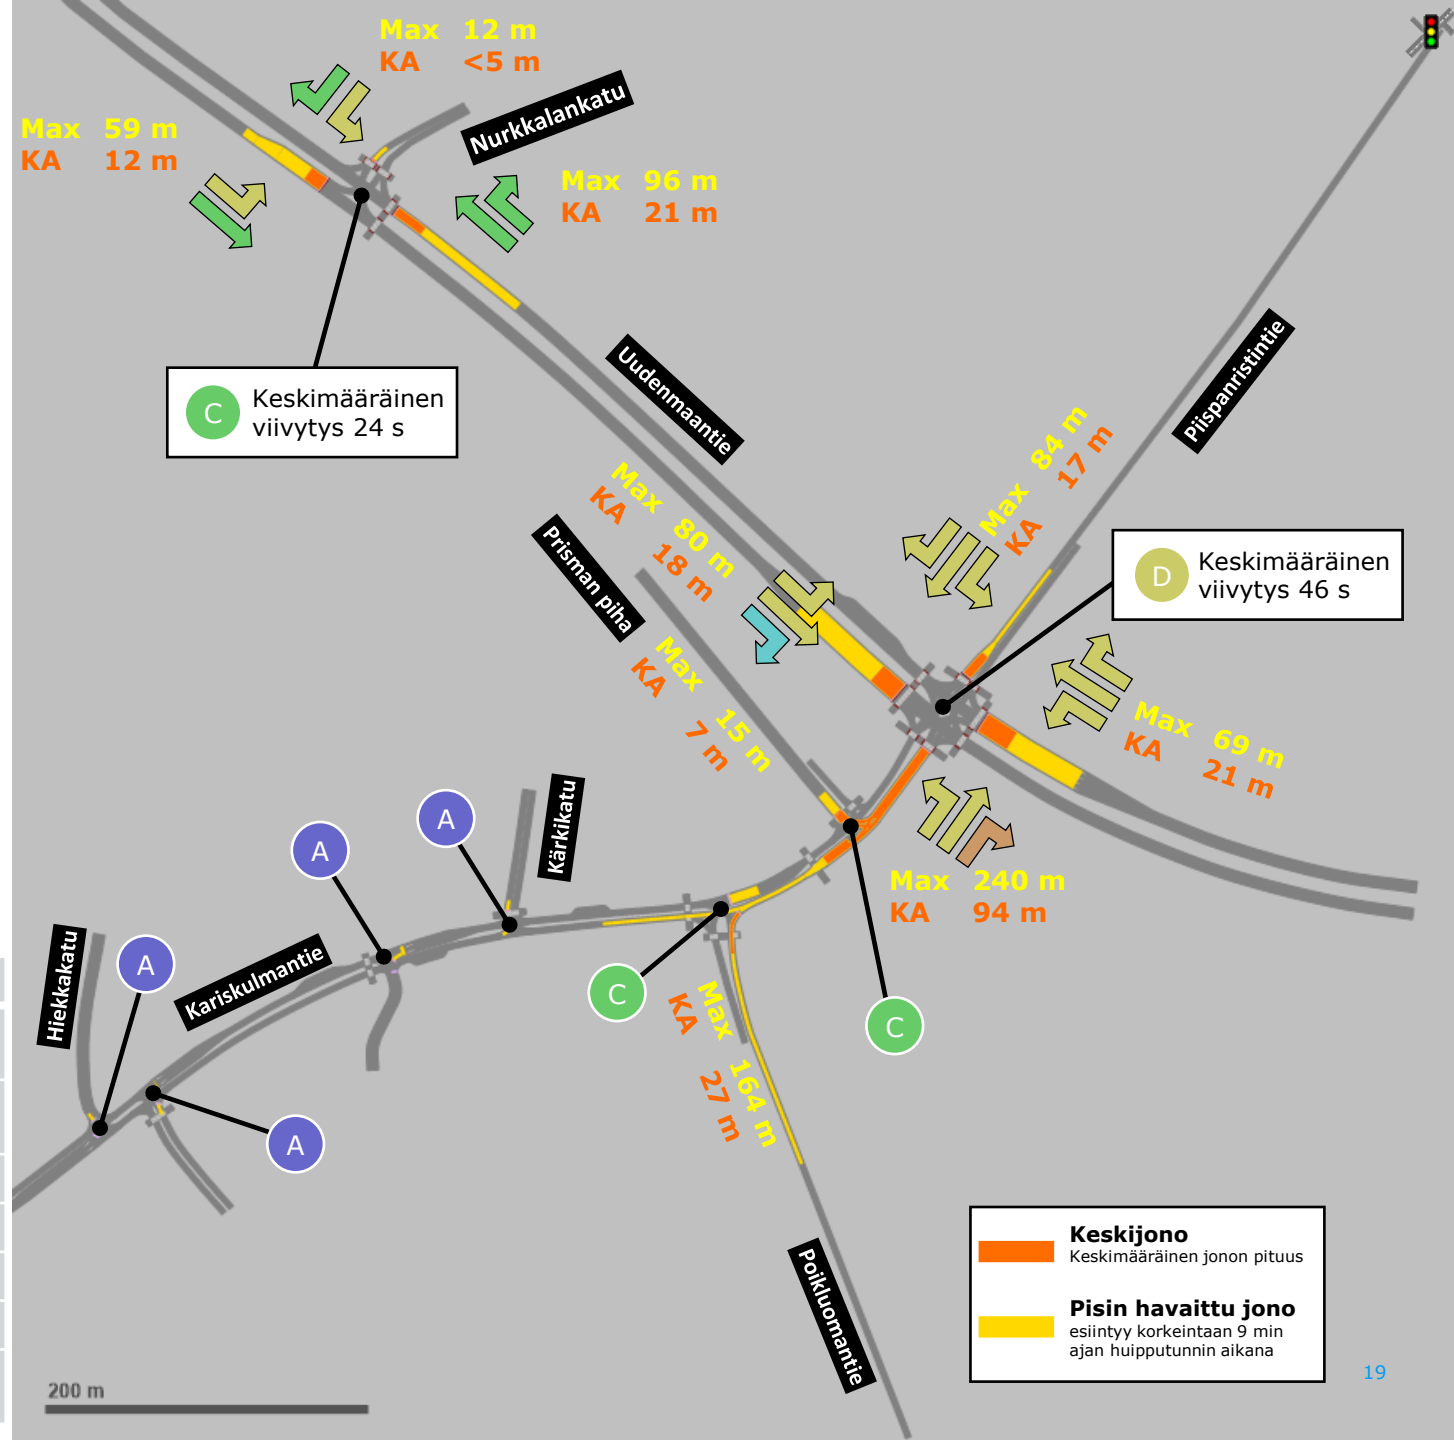 Max 12 m
KA <5 m
Nurkkalankatu
Max 59 m
KA 12 m
Max 96 m
KA 21 m
C
Keskimääräinen
viivytys 24 s
Uudenmaantie
Piispanristintie
Max 84 m
KA 17 m
Max 80 m
KA 18 m
Prisman piha
D
Keskimääräinen
viivytys 46 s
Max 15 m
KA 7 m
Max 69 m
KA 21 m
Kärkikatu
A
A
Max 240 m
KA 94 m
Hiekkakatu
A
Kariskulmantie
C
C
Max 164 m
KA 27 m
A
Poikluomantie
Keskijono
Keskimääräinen jonon pituus
Pisin havaittu jono
esiintyy korkeintaan 9 min
ajan huipputunnin aikana
200 m
19